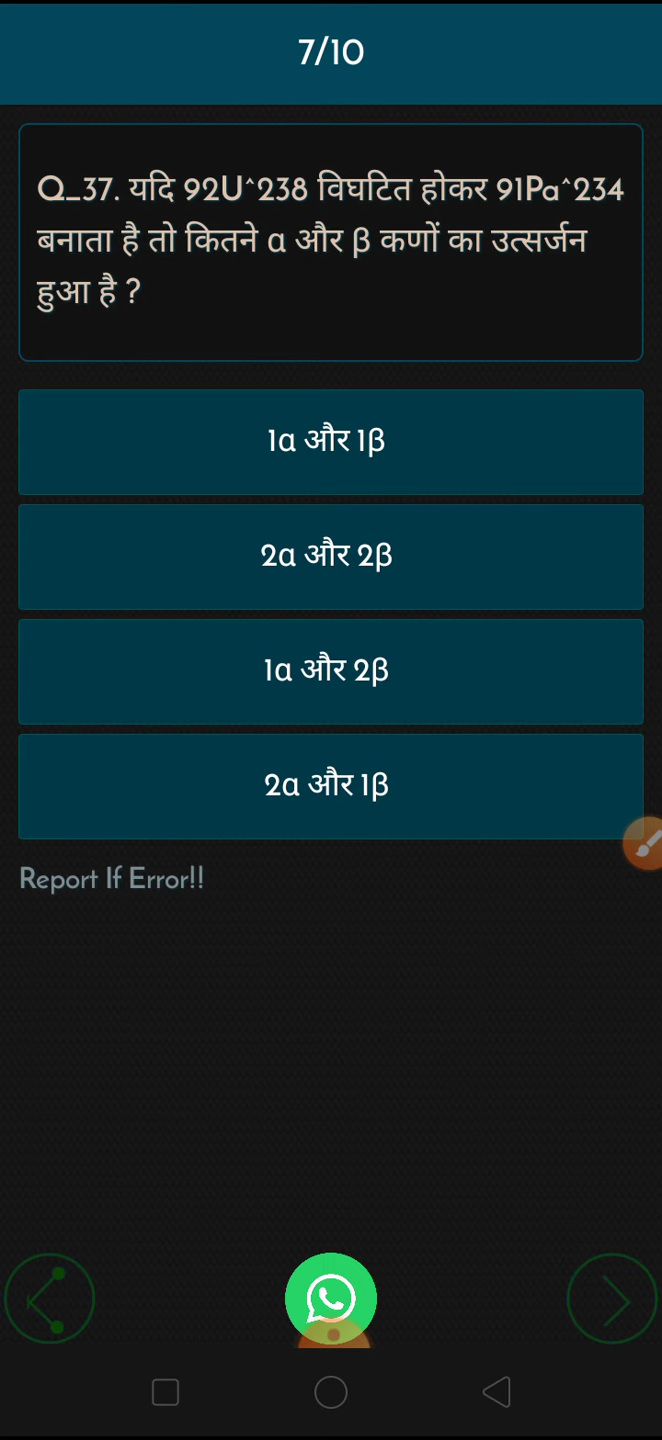 7/10
Q_37. यदि 92U^238 विघटित होकर 91Pa^234
बनाता है तो कितने α और β कणों का उत्सर्जन
हुआ है ?
1α और 1β
2α और 2β
1α और 2β
2α और 1β
Report If Error!!